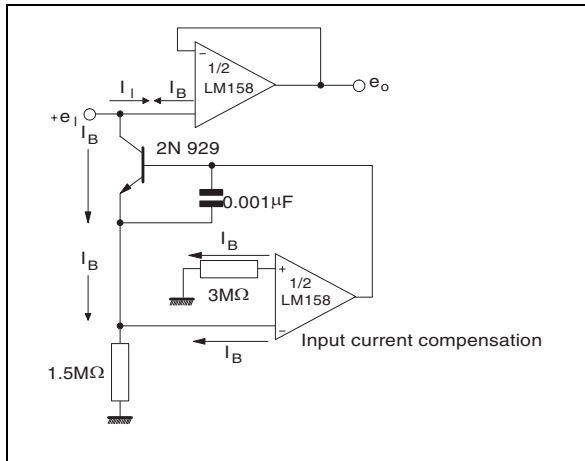 1/2
LM158
e₀
I_I
I_B
+e_I
I_B
2N 929
0.001μF
I_B
I_B
3MΩ
1/2
LM158
I_B
Input current compensation
1.5MΩ